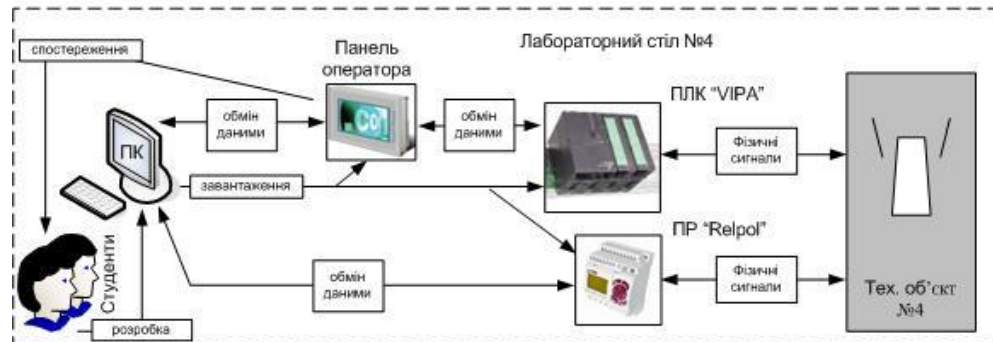 Лабораторний стіл №4
спостереження
Панель
оператора
ПЛК "VIPA"
обмін
даними
обмін
даними
Фізичні
сигнали
ПК
завантаження
ПР "Relpol"
Студенти
обмін
даними
Фізичні
сигнали
Тех. об'єкт
№4
розробка